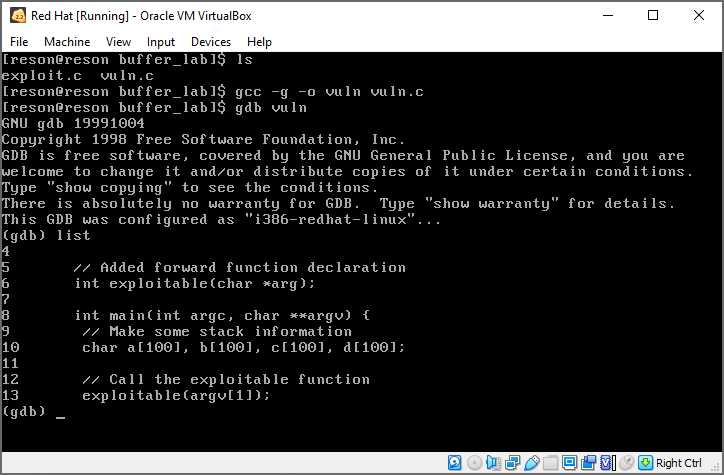 Red Hat [Running] - Oracle VM VirtualBox
File Machine View Input Devices Help
[reson@reson buffer_lab]$ ls
exploit.c  vuln.c
[reson@reson buffer_lab]$ gcc -g -o vuln vuln.c
[reson@reson buffer_lab]$ gdb vuln
GNU gdb 19991004
Copyright 1998 Free Software Foundation, Inc.
GDB is free software, covered by the GNU General Public License, and you are
welcome to change it and/or distribute copies of it under certain conditions.
Type "show copying" to see the conditions.
There is absolutely no warranty for GDB.  Type "show warranty" for details.
This GDB was configured as "i386-redhat-linux"...
(gdb) list
4
5       // Added forward function declaration
6       int exploitable(char *arg);
7
8       int main(int argc, char **argv) {
9        // Make some stack information
10       char a[100], b[100], c[100], d[100];
11
12       // Call the exploitable function
13       exploitable(argv[1]);
(gdb) _
Right Ctrl